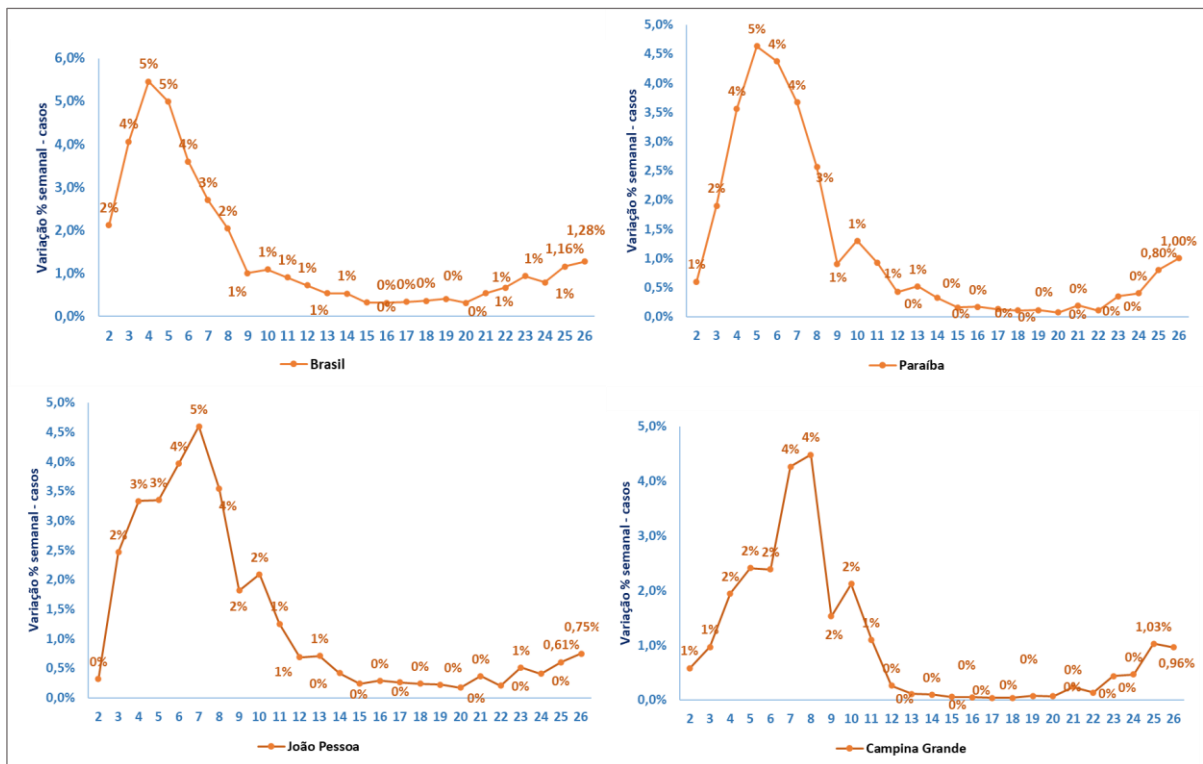 Variação % semanal - casos
6,0%
5,0%
4,0%
3,0%
2,0%
1,0%
0,0%
2% 4% 5% 5% 4% 3% 2% 1% 1% 1% 1% 1% 1% 0% 0% 0% 0% 0% 0% 1% 1% 1% 1,16% 1% 1,28%
2 3 4 5 6 7 8 9 10 11 12 13 14 15 16 17 18 19 20 21 22 23 24 25 26
Brasil
Variação % semanal - casos
5,0%
4,5%
4,0%
3,5%
3,0%
2,5%
2,0%
1,5%
1,0%
0,5%
0,0%
1% 2% 4% 5% 4% 4% 3% 1% 1% 1% 0% 1% 0% 0% 0% 0% 0% 0% 0% 0% 0% 0% 0% 0,80% 1,00%
2 3 4 5 6 7 8 9 10 11 12 13 14 15 16 17 18 19 20 21 22 23 24 25 26
Paraíba
Variação % semanal - casos
5,0%
4,5%
4,0%
3,5%
3,0%
2,5%
2,0%
1,5%
1,0%
0,5%
0,0%
0% 2% 3% 3% 4% 5% 4% 2% 2% 1% 1% 1% 0% 0% 0% 0% 0% 0% 0% 1% 0% 0,61% 0% 0,75%
2 3 4 5 6 7 8 9 10 11 12 13 14 15 16 17 18 19 20 21 22 23 24 25 26
João Pessoa
Variação % semanal - casos
5,0%
4,0%
3,0%
2,0%
1,0%
0,0%
1% 1% 2% 2% 2% 4% 4% 2% 2% 1% 0% 0% 0% 0% 0% 0% 0% 0% 0% 0% 0% 0% 0% 1,03% 0,96%
2 3 4 5 6 7 8 9 10 11 12 13 14 15 16 17 18 19 20 21 22 23 24 25 26
Campina Grande